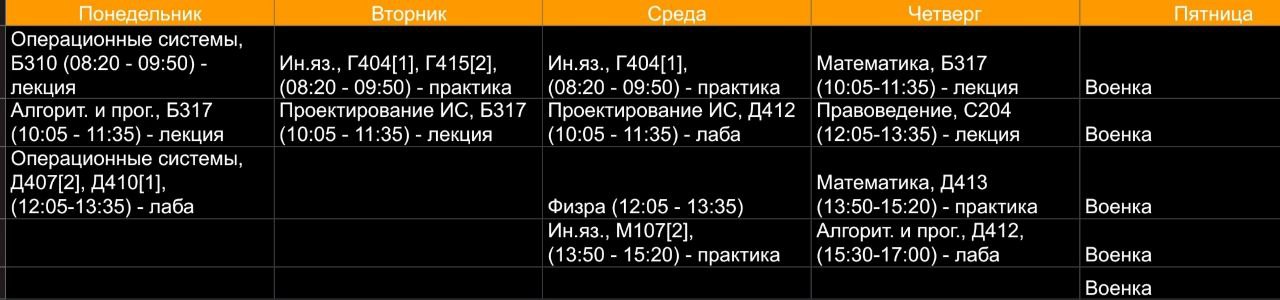 Понедельник
Вторник
Среда
Четверг
Пятница
Операционные системы,
Б310 (08:20 - 09:50) -
лекция
Ин.яз., Г404[1], Г415[2],
(08:20 - 09:50) - практика
Ин.яз., Г404[1],
(08:20 - 09:50) - практика
Математика, Б317
(10:05-11:35) - лекция
Военка
Алгорит. и прог., Б317
(10:05 - 11:35) - лекция
Проектирование ИС, Б317
(10:05 - 11:35) - лекция
Проектирование ИС, Д412
(10:05 - 11:35) - лаба
Правоведение, С204
(12:05-13:35) - лекция
Военка
Операционные системы,
Д407[2], Д410[1],
(12:05-13:35) - лаба
Физра (12:05 - 13:35)
Математика, Д413
(13:50-15:20) - практика
Военка
Ин.яз., М107[2],
(13:50 - 15:20) - практика
Алгорит. и прог., Д412,
(15:30-17:00) - лаба
Военка
Военка